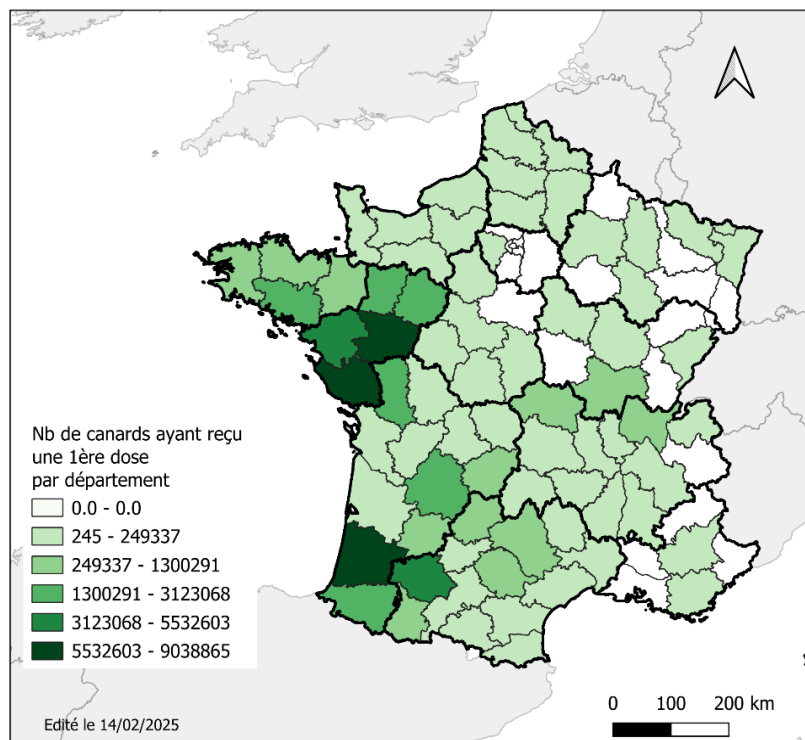 Nb de canards ayant reçu
une 1ère dose
par département
0.0 - 0.0
245 - 249337
249337 - 1300291
1300291 - 3123068
3123068 - 5532603
5532603 - 9038865
Edité le 14/02/2025
0 100 200 km